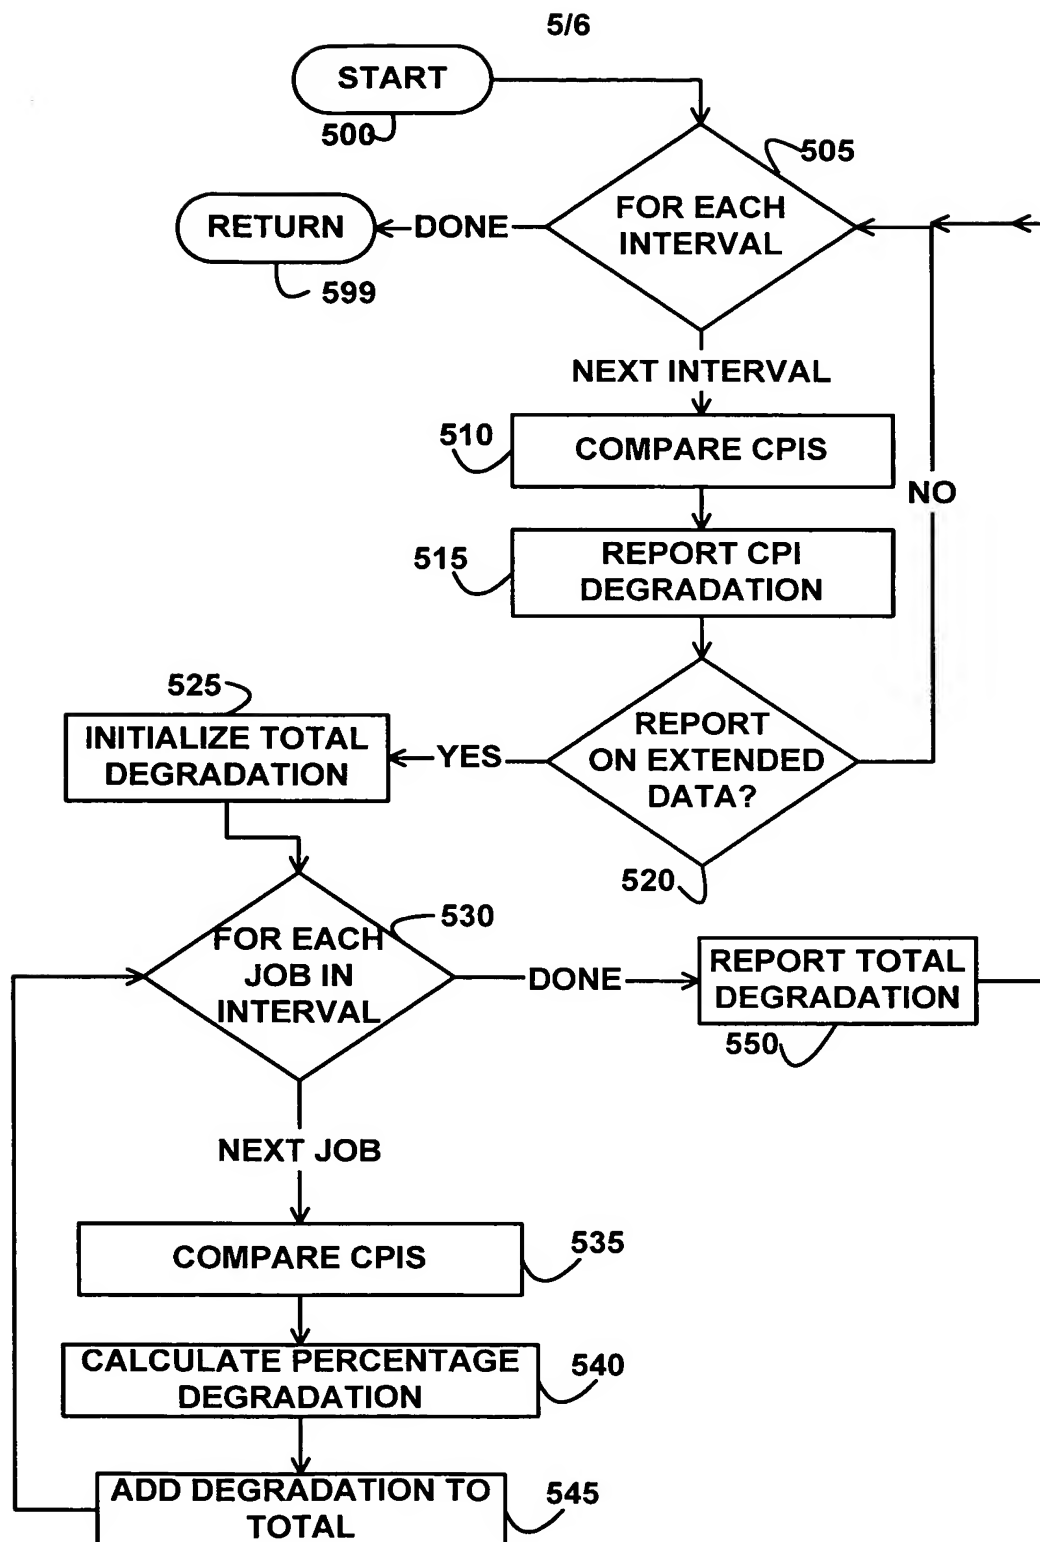 5/6
START
500
505
FOR EACH
INTERVAL
DONE
RETURN
599
NEXT INTERVAL
510
COMPARE CPIS
NO
515
REPORT CPI
DEGRADATION
525
INITIALIZE TOTAL
DEGRADATION
YES
REPORT
ON EXTENDED
DATA?
520
530
FOR EACH
JOB IN
INTERVAL
DONE
REPORT TOTAL
DEGRADATION
550
NEXT JOB
COMPARE CPIS
535
CALCULATE PERCENTAGE
DEGRADATION
540
ADD DEGRADATION TO
TOTAL
545